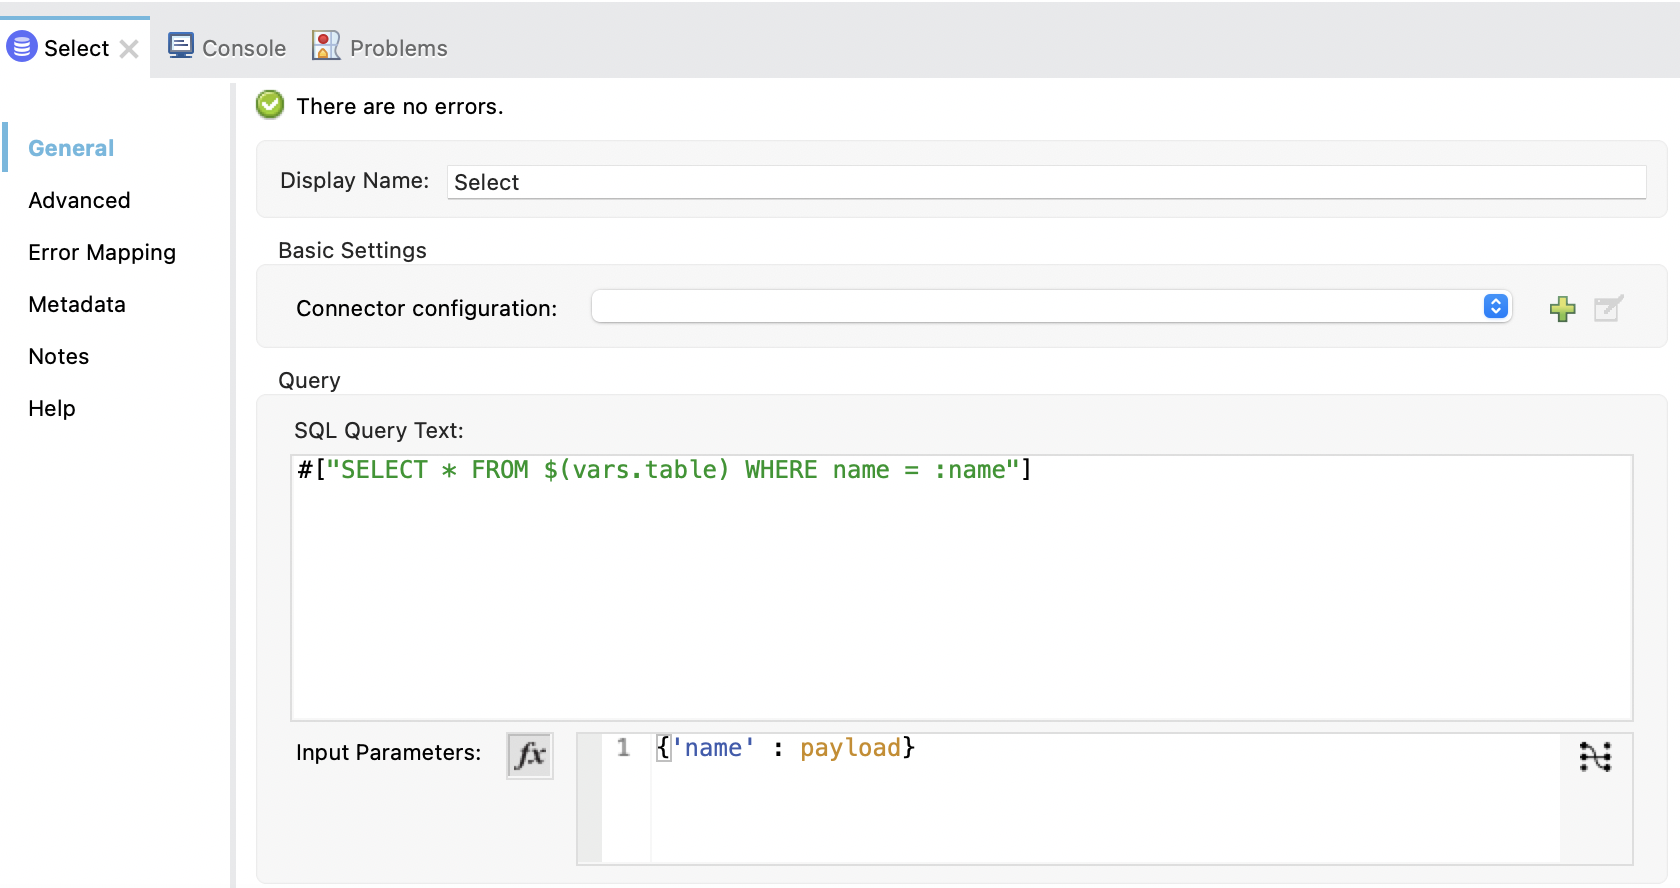 Select
Console
Problems
There are no errors.
General
Advanced
Error Mapping
Metadata
Notes
Help
Display Name:
Select
Basic Settings
Connector configuration:
Query
SQL Query Text:
#["SELECT * FROM $(vars.table) WHERE name = :name"]
Input Parameters:
fx
1
{'name' : payload}